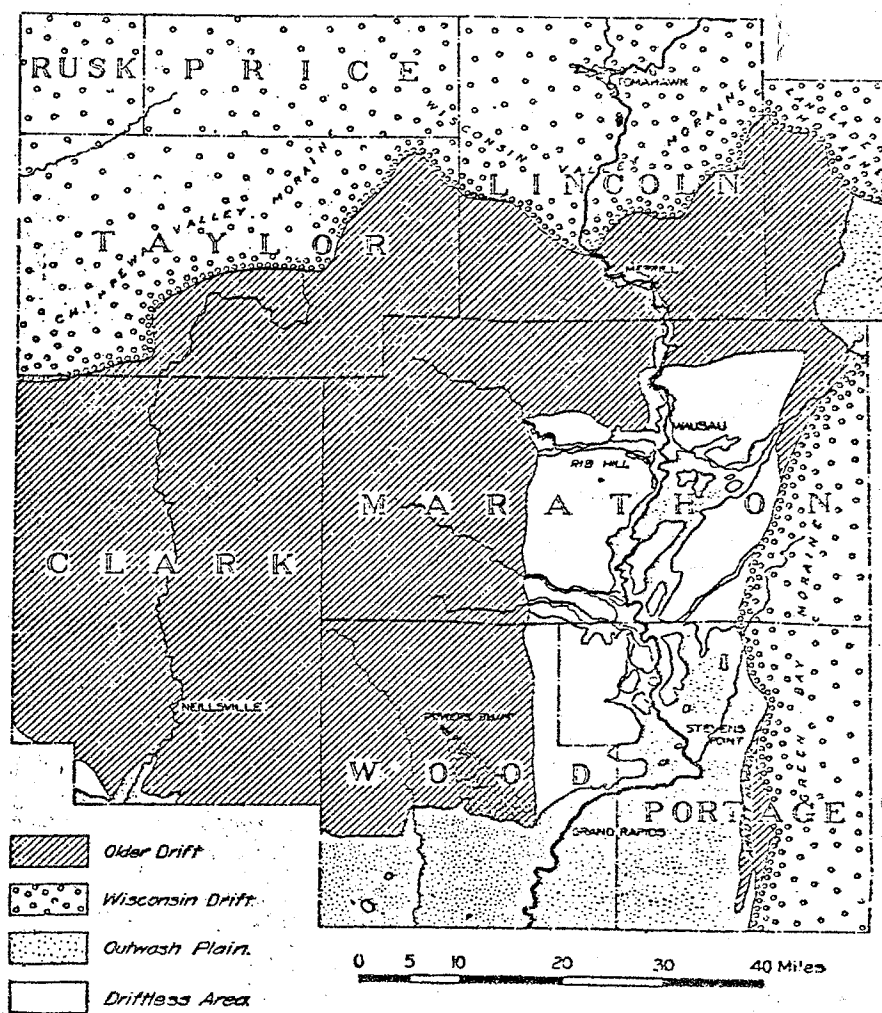 RUSK
PRICE
TOMAHAWK
WISCONSIN VALLEY MORAINE
LANGLADE MORAINE
LINCOLN
CHIPPEWA VALLEY MORAINE
TAYLOR
MERRILL
WAUSAU
RIB HILL
MARATHON
CLARK
GREEN BAY MORAINE
NEILLSVILLE
POWERS BLUFF
STEVENS
POINT
WOOD
PORTAGE
GRAND RAPIDS
Older Drift
Wisconsin Drift
Outwash Plain.
Driftless Area
0 5 10 20 30 40 Miles